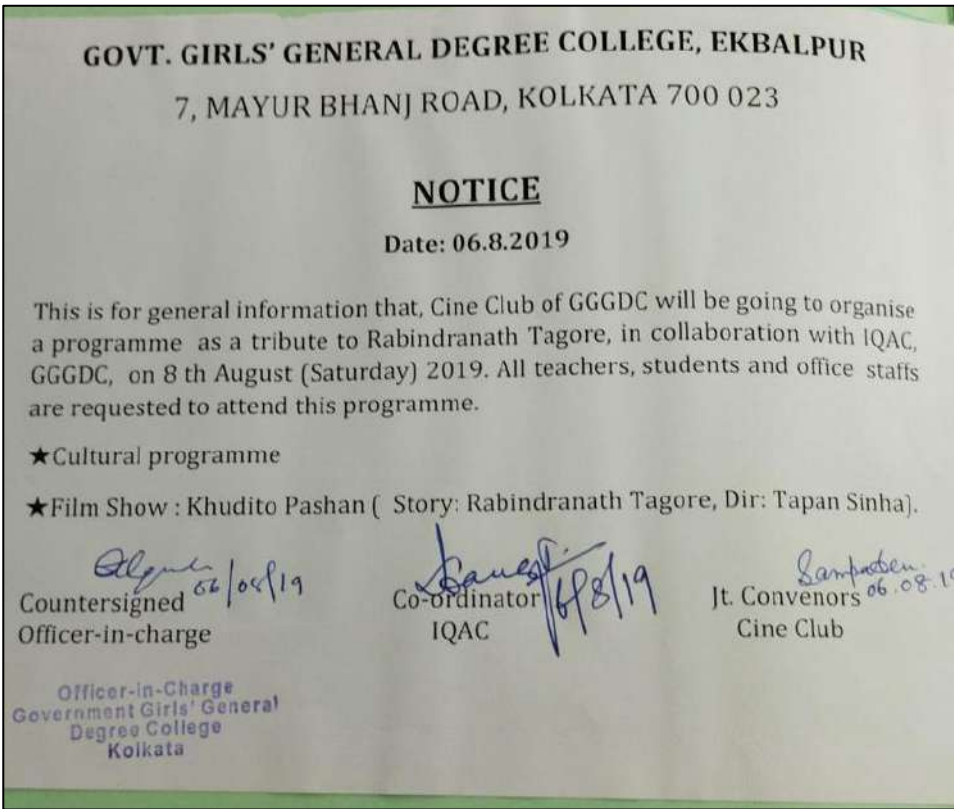 GOVT. GIRLS' GENERAL DEGREE COLLEGE, EKBALPUR
7, MAYUR BHANJ ROAD, KOLKATA 700 023
NOTICE
Date: 06.8.2019
This is for general information that, Cine Club of GGGDC will be going to organise
a programme as a tribute to Rabindranath Tagore, in collaboration with IQAC,
GGGDC, on 8 th August (Saturday) 2019. All teachers, students and office staffs
are requested to attend this programme.
★Cultural programme
★Film Show : Khudito Pashan ( Story: Rabindranath Tagore, Dir: Tapan Sinha).
06/08/19
Countersigned
Officer-in-charge
6/8/19
Co-ordinator
IQAC
06.08.19
Jt. Convenors
Cine Club
Officer-in-Charge
Government Girls' General
Degree College
Kolkata